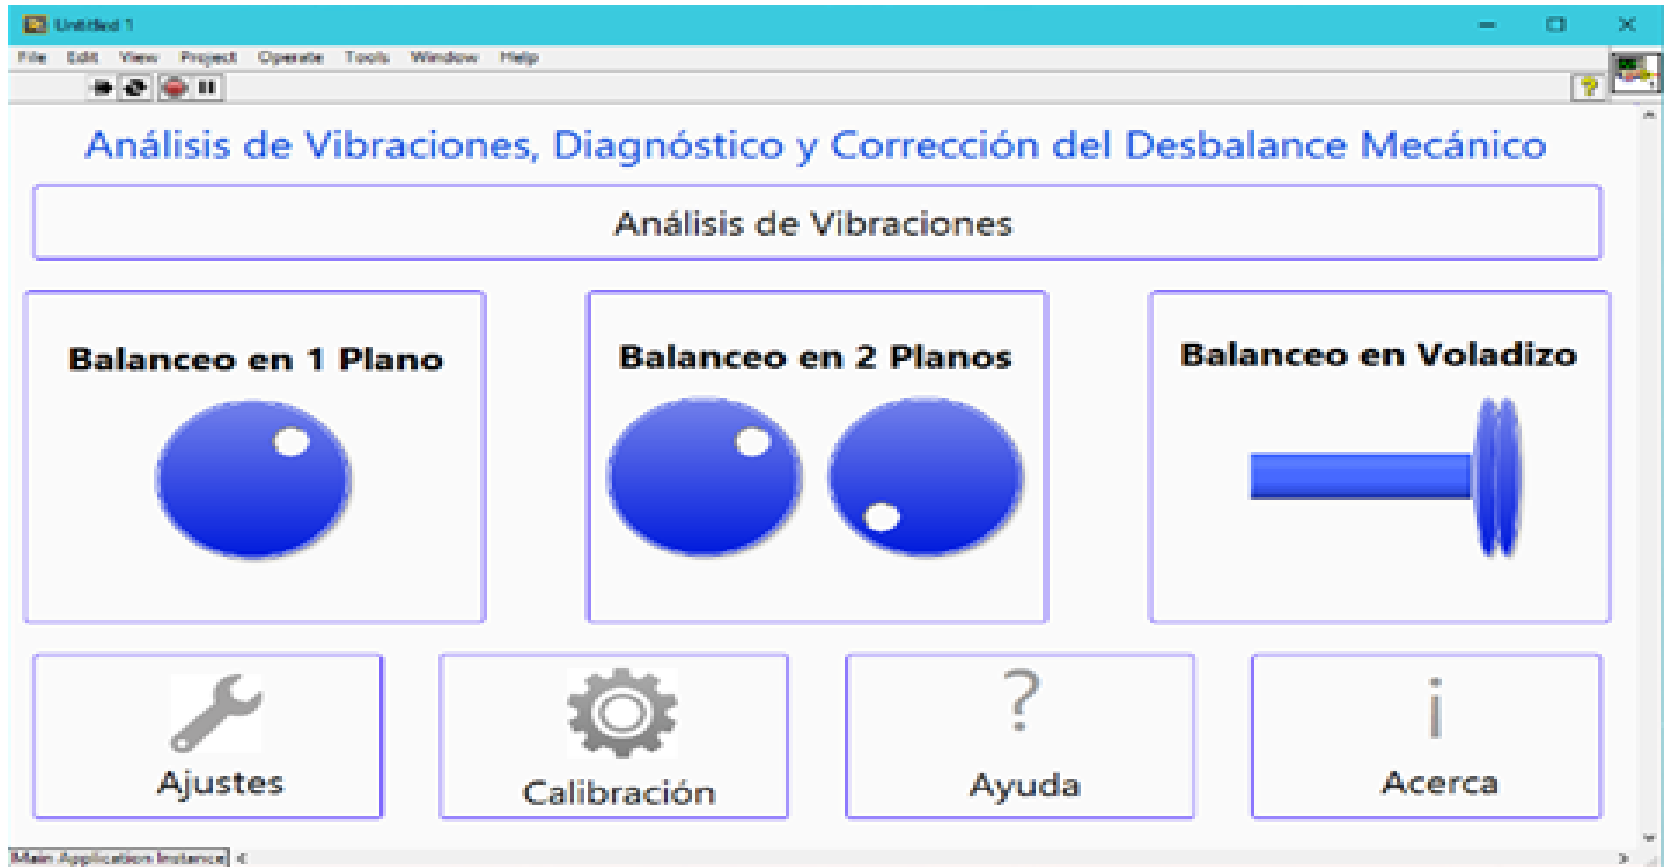 Untitled 1
File Edit View Project Operate Tools Window Help
Análisis de Vibraciones, Diagnóstico y Corrección del Desbalance Mecánico
Análisis de Vibraciones
Balanceo en 1 Plano
Balanceo en 2 Planos
Balanceo en Voladizo
?
i
Ajustes
Calibración
Ayuda
Acerca
Main Application Instance